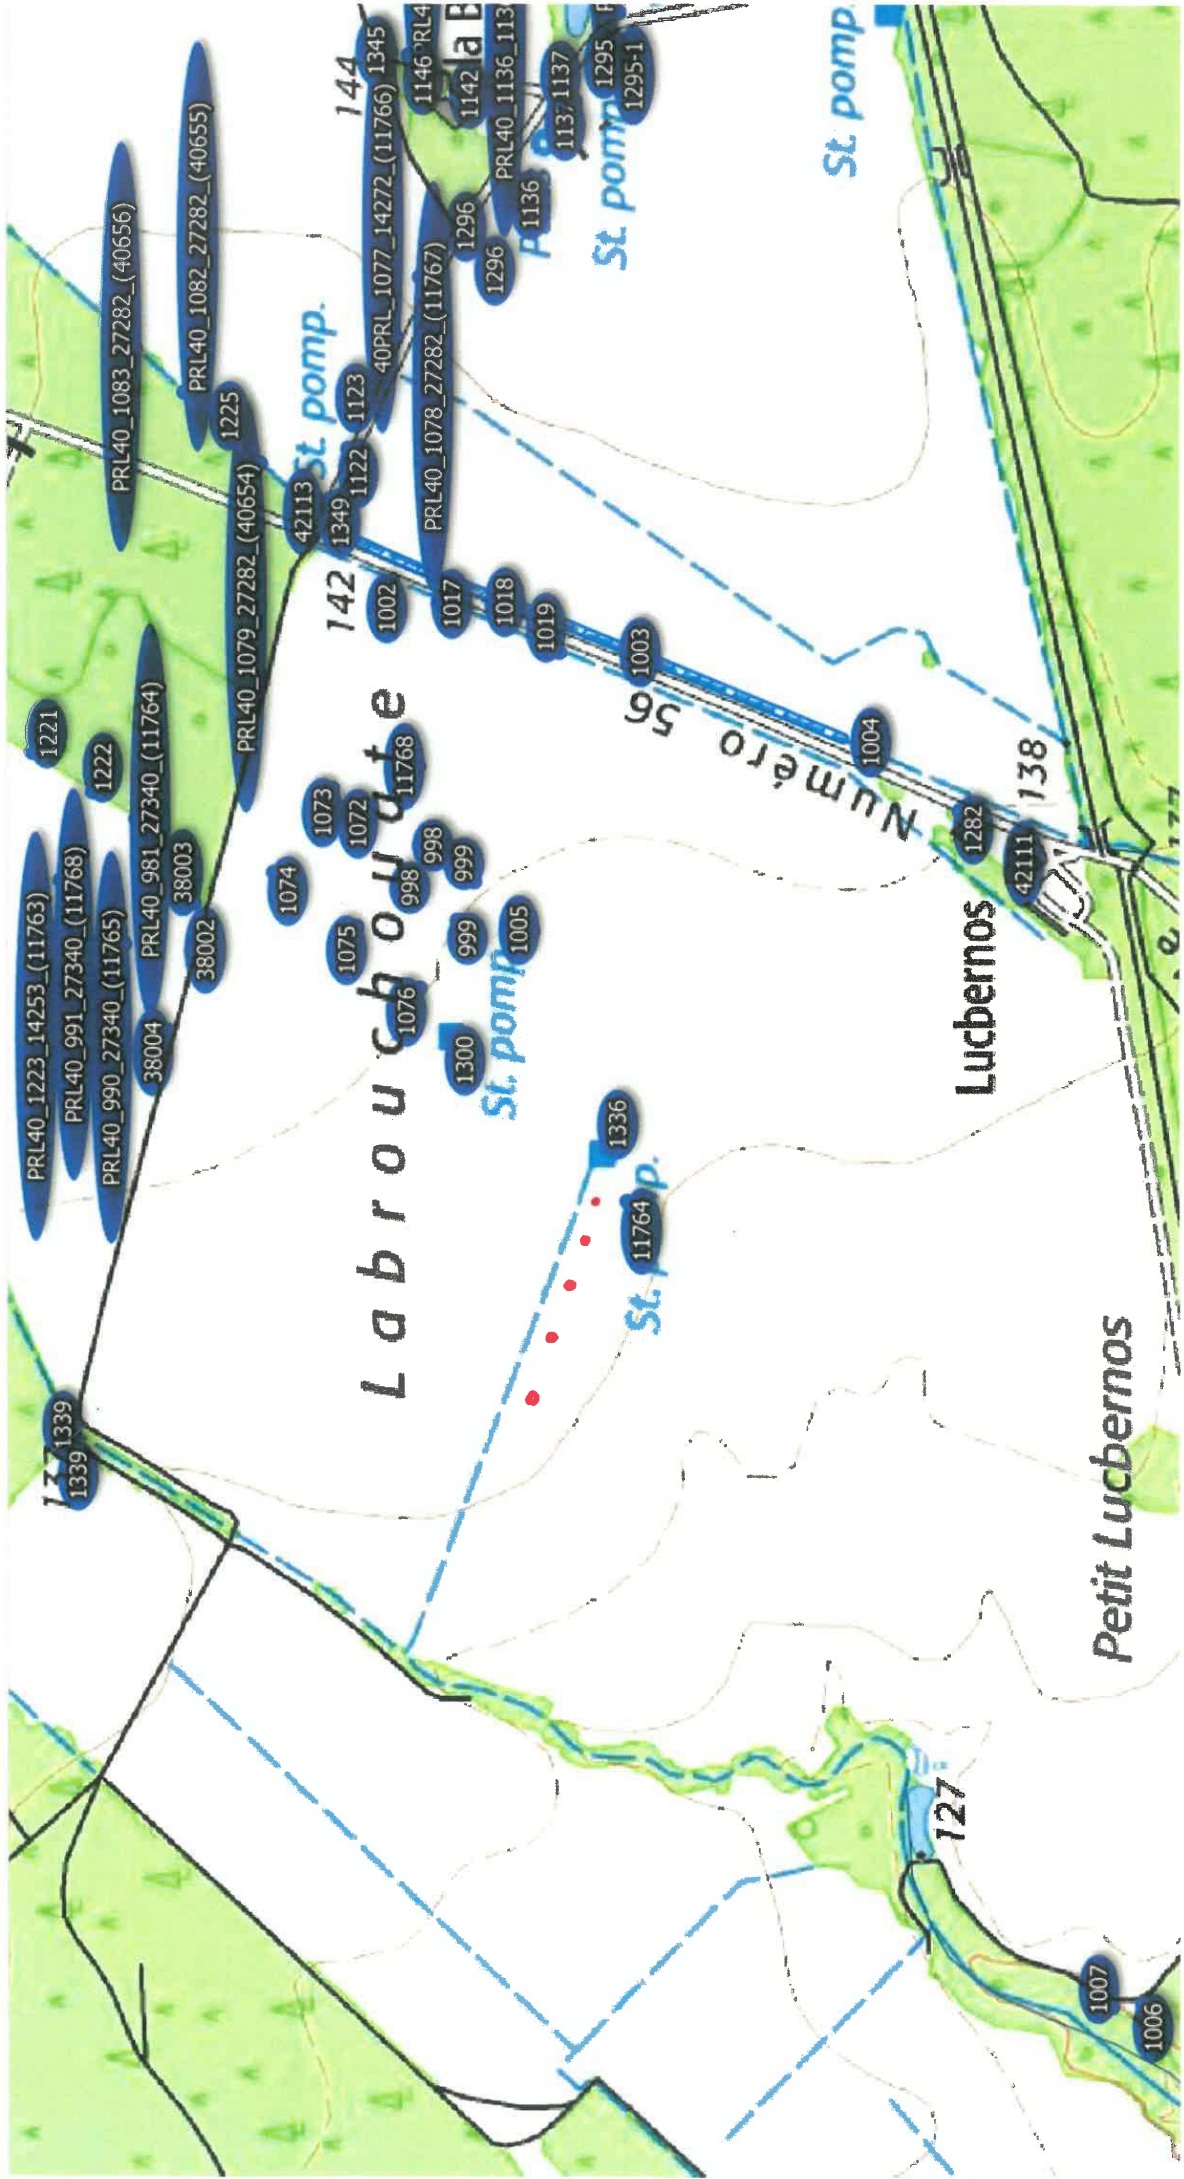 PRL40_1223_14253_(11763)
PRL40_991_27340_(11768)
PRL40_990_27340_(11765)
PRL40_981_27340_(11764)
38003
38002
38004
1221
1222
PRL40_1083_27282_(40656)
PRL40_1082_27282_(40655)
1225
PRL40_1079_27282_(40654)
St. pomp.
42113
1349
1122
1123
144
1345
1146
1142
la B
40PRL_1077_14272_(11766)
PRL40_1078_27282_(11767)
1296
1296
1136
1137
1137
1295
1295-1
St. pomp
St. pomp.
142
1002
1017
1018
1019
1003
1004
Numéro 56
138
1282
42111
Lucbernos
Labrouchouate
1073
1072
1074
1075
1076
11768
998
998
999
999
1005
1300
St. pomp.
1336
11764
St. pomp.
1339
1339
Petit Lucbernos
127
1007
1006